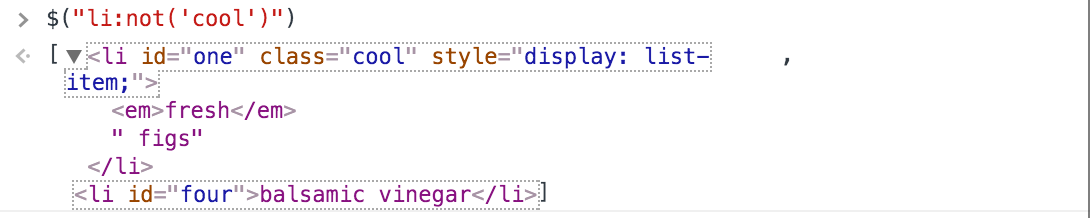 > $("li:not('cool')")
<· [ ▼<li id="one" class="cool" style="display: list- ,
item;">
<em>fresh</em>
" figs"
</li>
<li id="four">balsamic vinegar</li>]